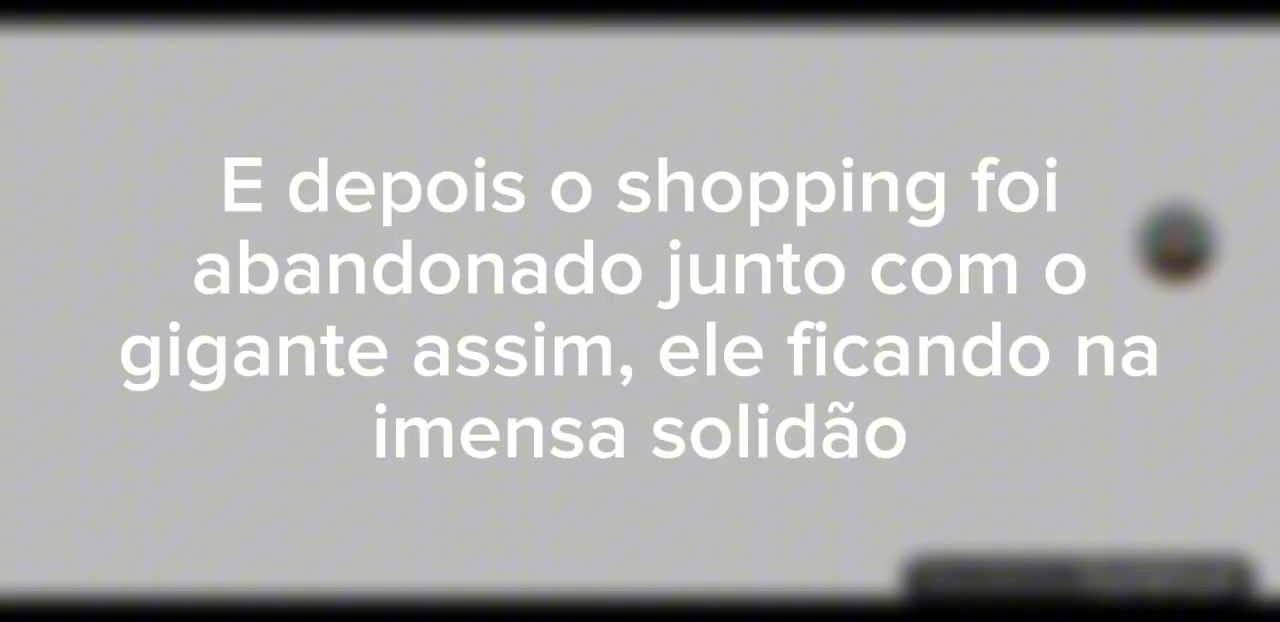 E depois o shopping foi
abandonado junto com o
gigante assim, ele ficando na
imensa solidão